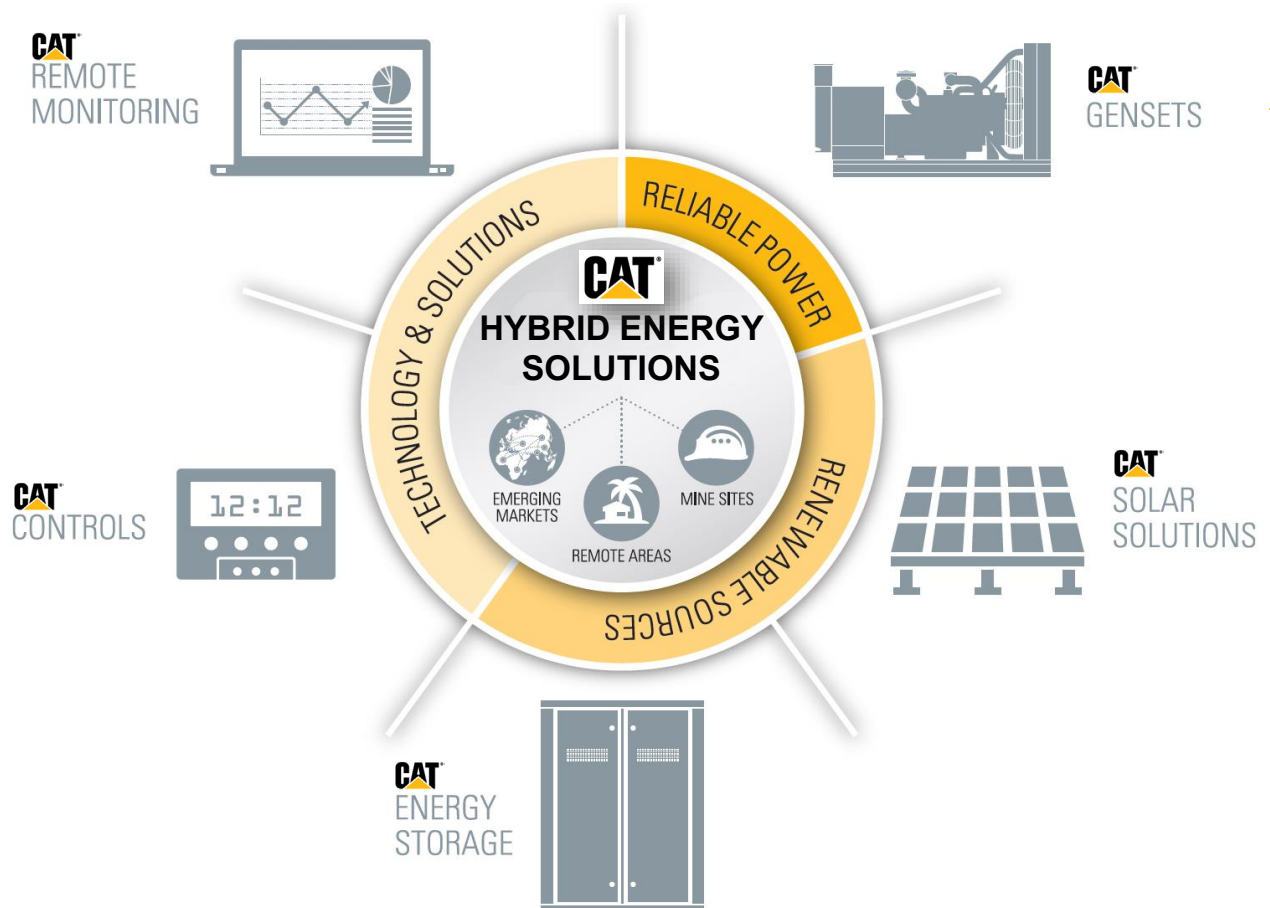 CAT
REMOTE
MONITORING
CAT
GENSETS
TECHNOLOGY & SOLUTIONS
RELIABLE POWER
CAT
HYBRID ENERGY
SOLUTIONS
EMERGING
MARKETS
REMOTE AREAS
MINE SITES
RENEWABLE SOURCES
CAT
CONTROLS
12:12
CAT
SOLAR
SOLUTIONS
CAT
ENERGY
STORAGE